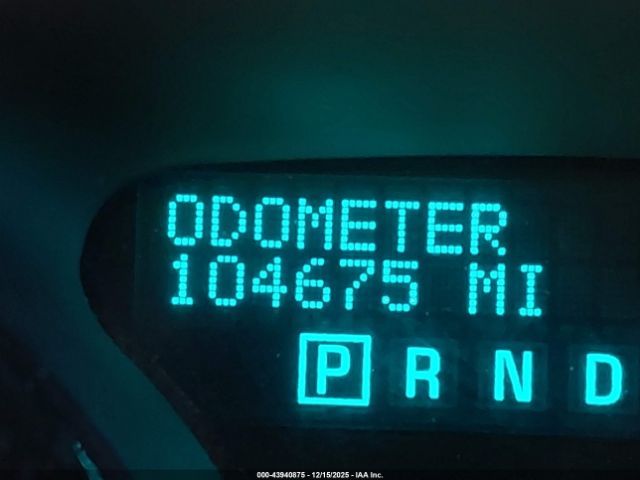 ODOMETER
104675 MI
P R N D
000-43940875 - 12/15/2025 - IAA Inc.